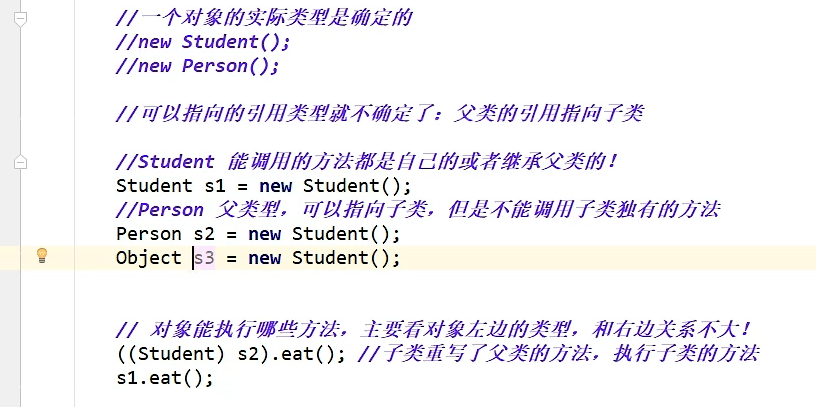 //一个对象的实际类型是确定的
//new Student();
//new Person();
//可以指向的引用类型就不确定了：父类的引用指向子类
//Student 能调用的方法都是自己的或者继承父类的！
Student s1 = new Student();
//Person 父类型，可以指向子类，但是不能调用子类独有的方法
Person s2 = new Student();
Object s3 = new Student();
// 对象能执行哪些方法，主要看对象左边的类型，和右边关系不大！
((Student) s2).eat(); //子类重写了父类的方法，执行子类的方法
s1.eat();